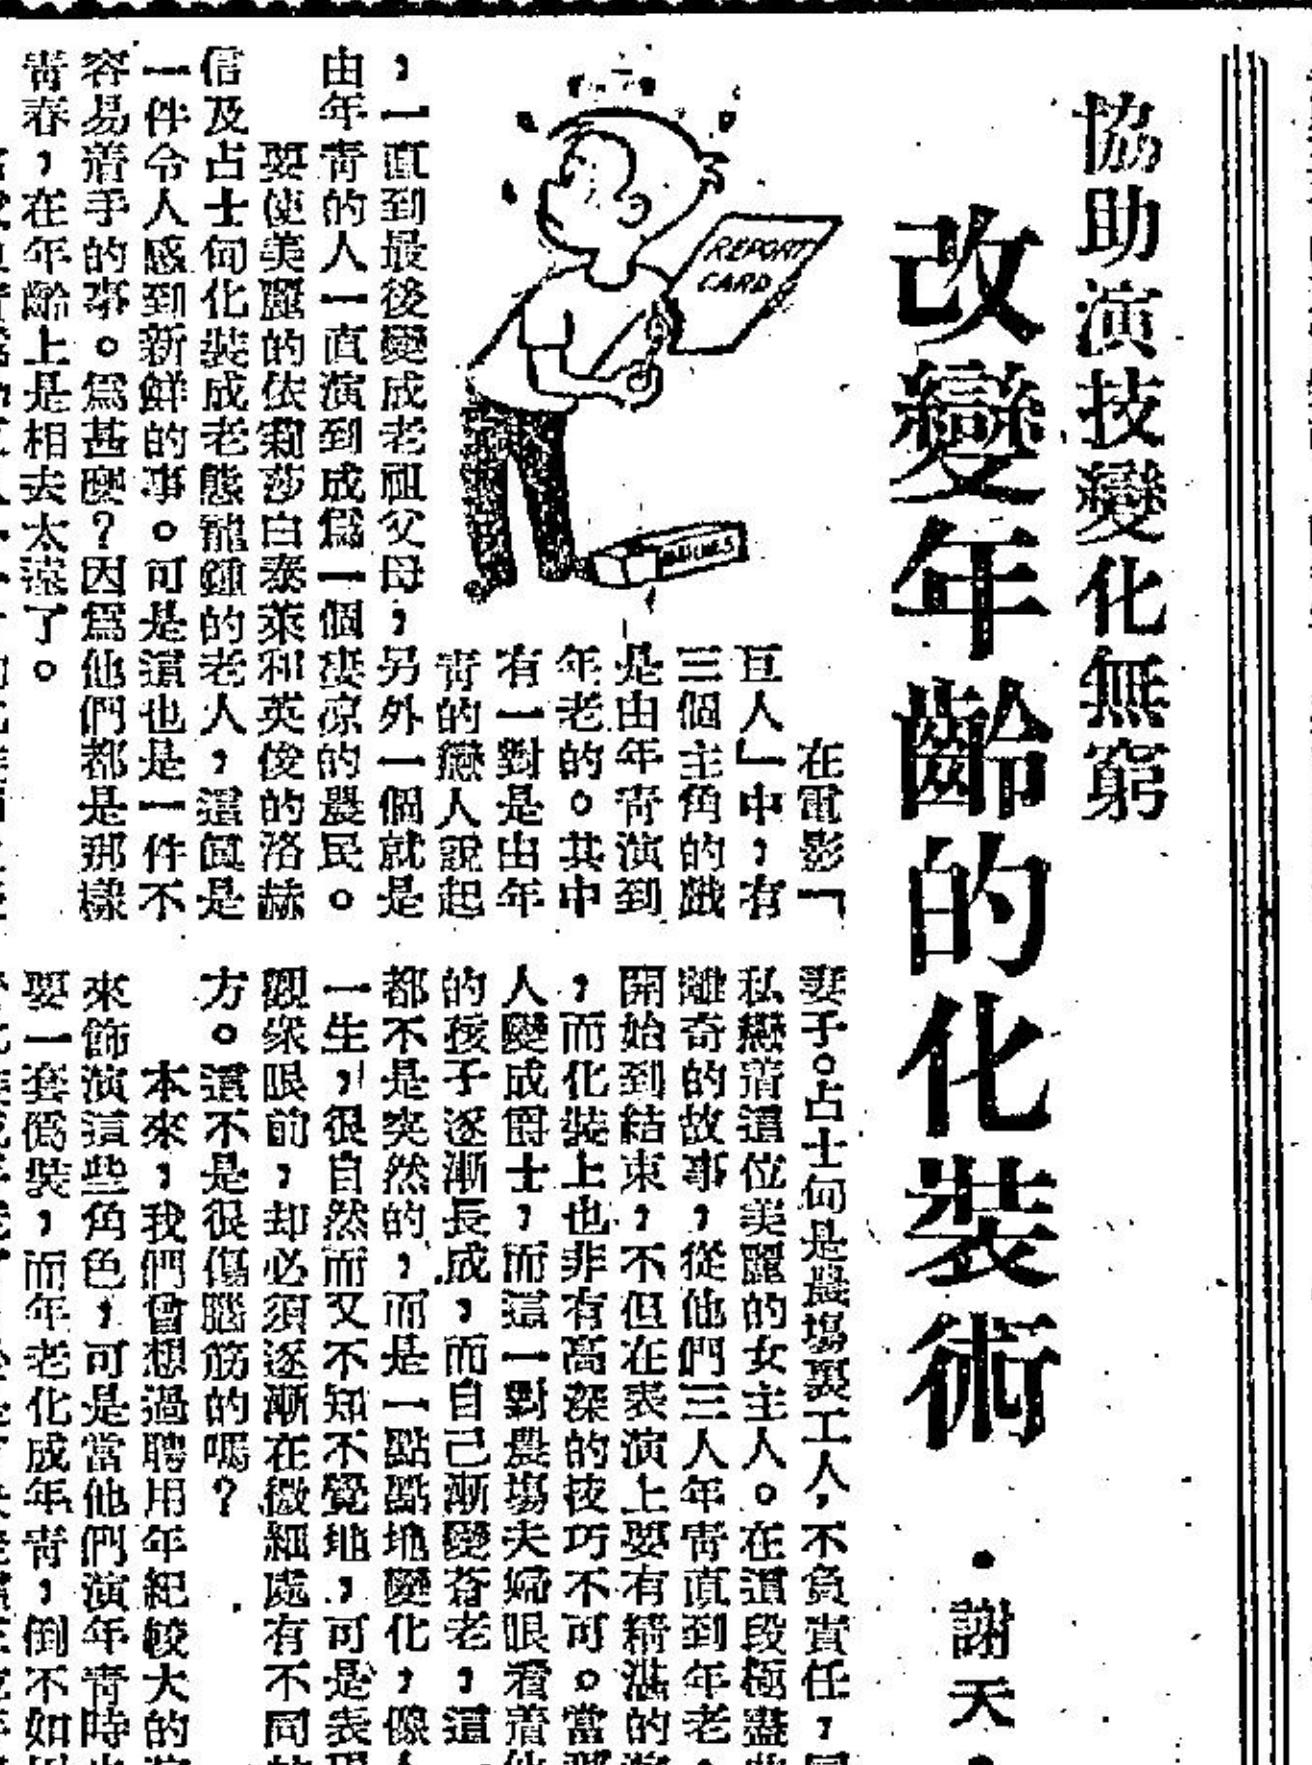 協助演技變化無窮
改變年齡的化裝術
·謝天·
REPORT
CARD
MATCHES
在電影「
巨人」中，有
三個主角的戲
是由年青演到
年老的。其中
有一對是由年
青的戀人說起
，一直到最後變成老祖父母，另外一個就是
由年青的人一直演到成爲一個凄凉的農民。
要使美麗的依莉莎白泰萊和英俊的洛赫
信及占士甸化裝成老態龍鍾的老人，這眞是
一件令人感到新鮮的事。可是這也是一件不
容易着手的事。爲甚麼？因爲他們都是那樣
青春，在年齡上是相去太遠了。
妻子。占士甸是農塲裏工人，不負責任，
私戀着這位美麗的女主人。在這段極盡
離奇的故事，從他們三人年青直到年老，
開始到結束，不但在表演上要有精湛的
，而化裝上也非有高深的技巧不可。當
人變成爵士，而這一對農塲夫婦眼看着
的孩子逐漸長成，而自己漸變蒼老，這
都不是突然的，而是一點點地變化，像
一生，很自然而又不知不覺地，可是表
觀衆眼前，却必須逐漸在微細處有不同
方。這不是很傷腦筋的嗎？
本來，我們曾想過聘用年紀較大的
來飾演這些角色，可是當他們演年青時
要一套僞裝，而年老化成年青，倒不如